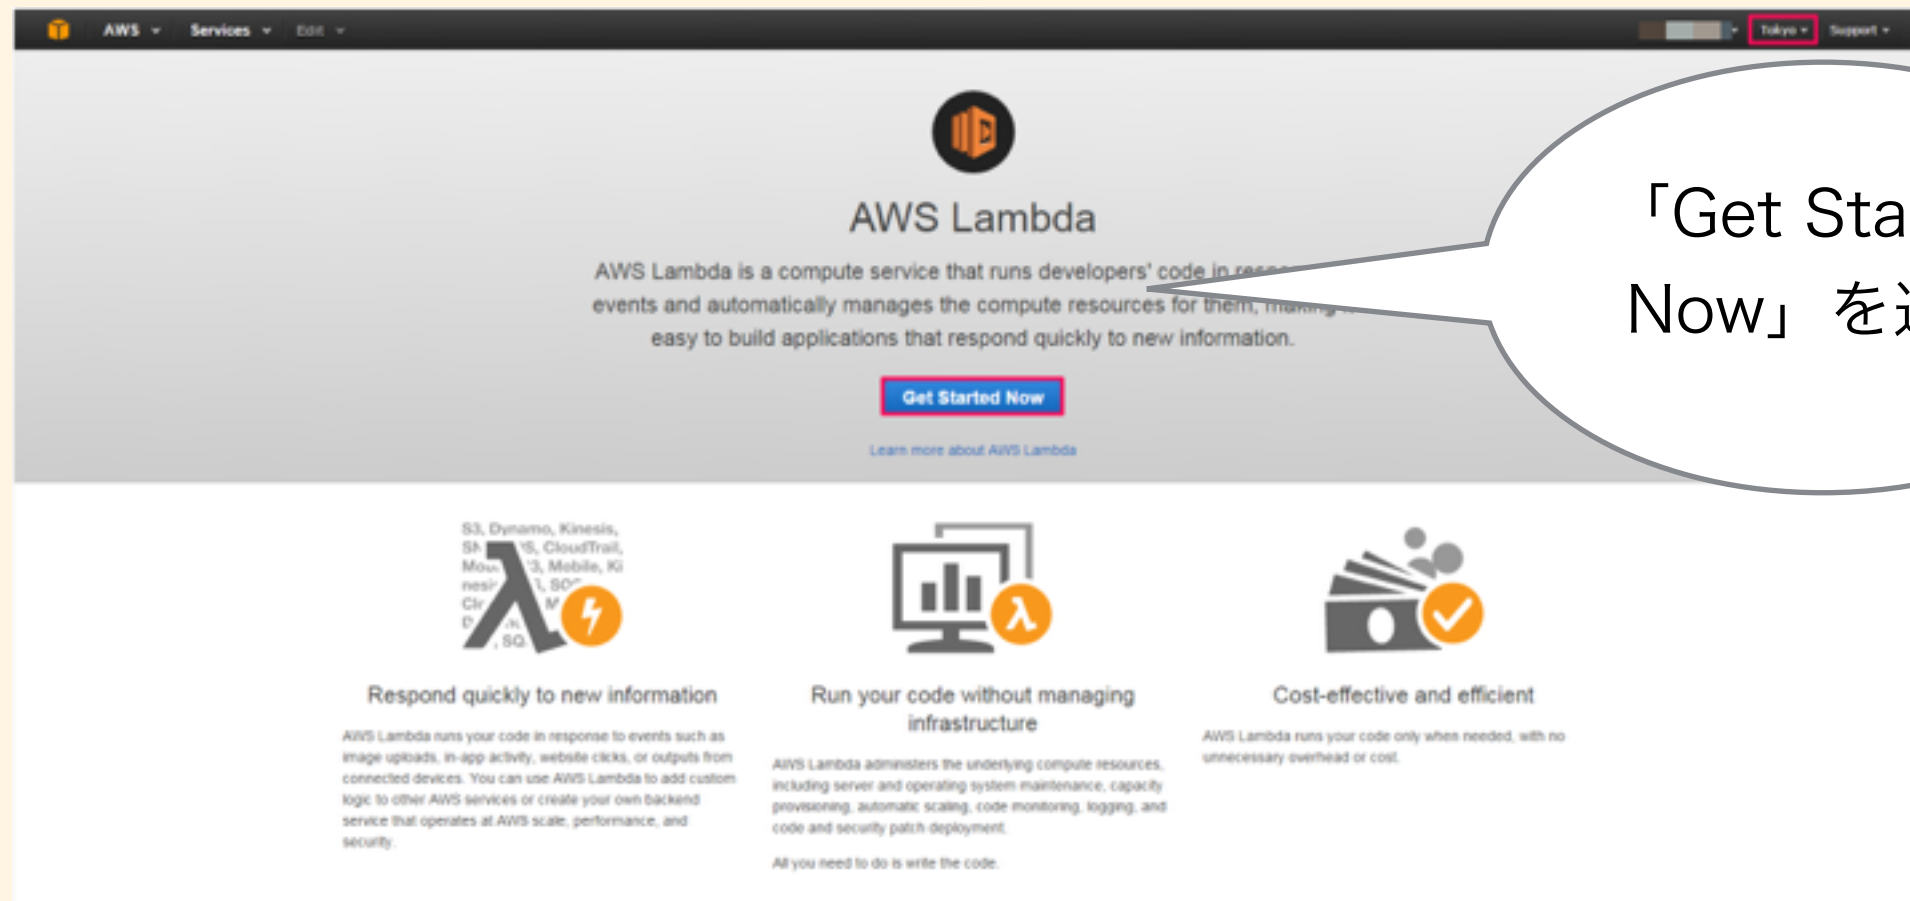 AWS Services Edit Tokyo Support
AWS Lambda
AWS Lambda is a compute service that runs developers' code in
events and automatically manages the compute resources for them,
easy to build applications that respond quickly to new information.
Get Started Now
Learn more about AWS Lambda
「Get Sta
Now」を
S3, Dynamo, Kinesis,
CloudTrail,
Mobile, Ki
Respond quickly to new information
AWS Lambda runs your code in response to events such as
image uploads, in-app activity, website clicks, or outputs from
connected devices. You can use AWS Lambda to add custom
logic to other AWS services or create your own backend
service that operates at AWS scale, performance, and
security.
Run your code without managing
infrastructure
AWS Lambda administers the underlying compute resources,
including server and operating system maintenance, capacity
provisioning, automatic scaling, code monitoring, logging, and
code and security patch deployment.
All you need to do is write the code.
Cost-effective and efficient
AWS Lambda runs your code only when needed, with no
unnecessary overhead or cost.